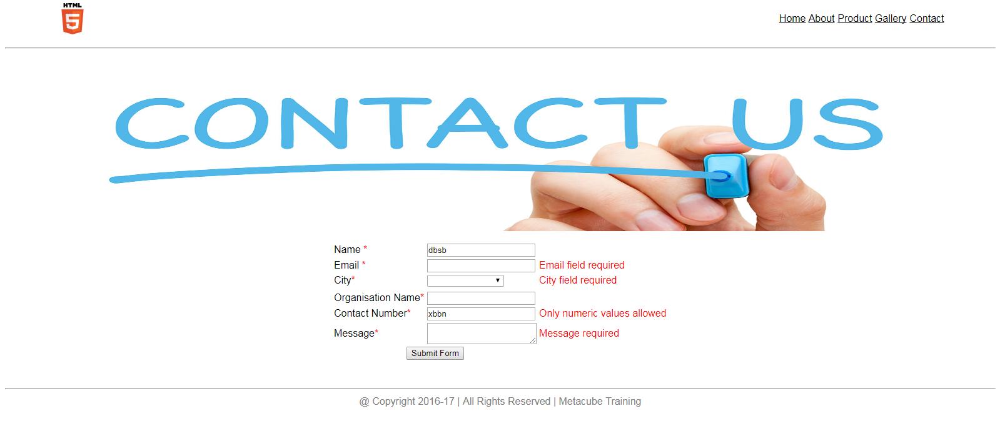 HTML
5
Home About Product Gallery Contact
CONTACT US
Name * dbsb
Email * Email field required
City* City field required
Organisation Name*
Contact Number* xbbn Only numeric values allowed
Message* Message required
Submit Form
@ Copyright 2016-17 | All Rights Reserved | Metacube Training